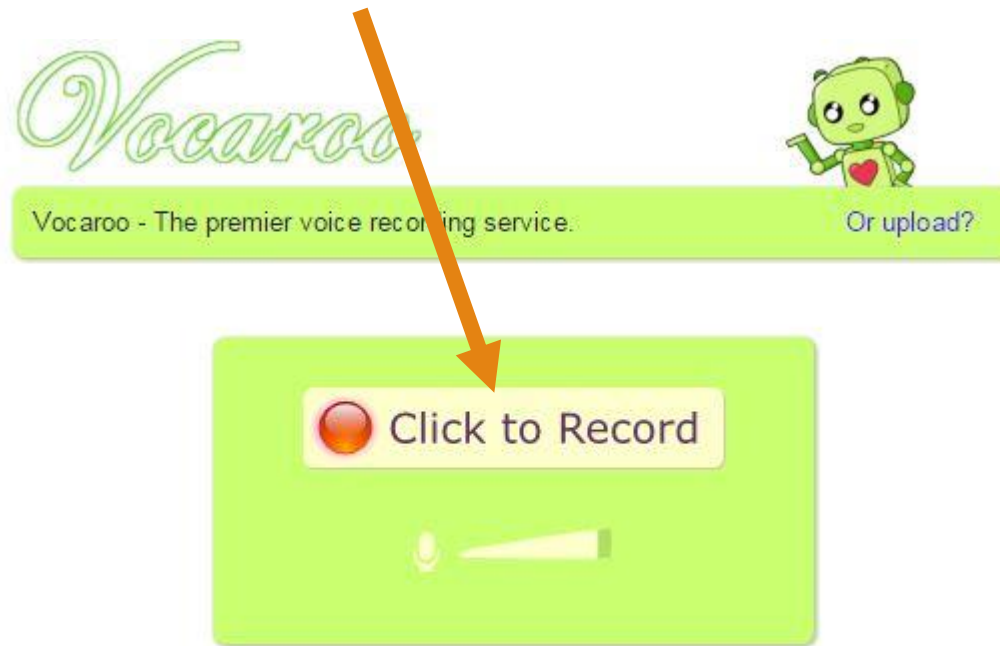 Vocaroo
Vocaroo - The premier voice recording service.
Or upload?
Click to Record